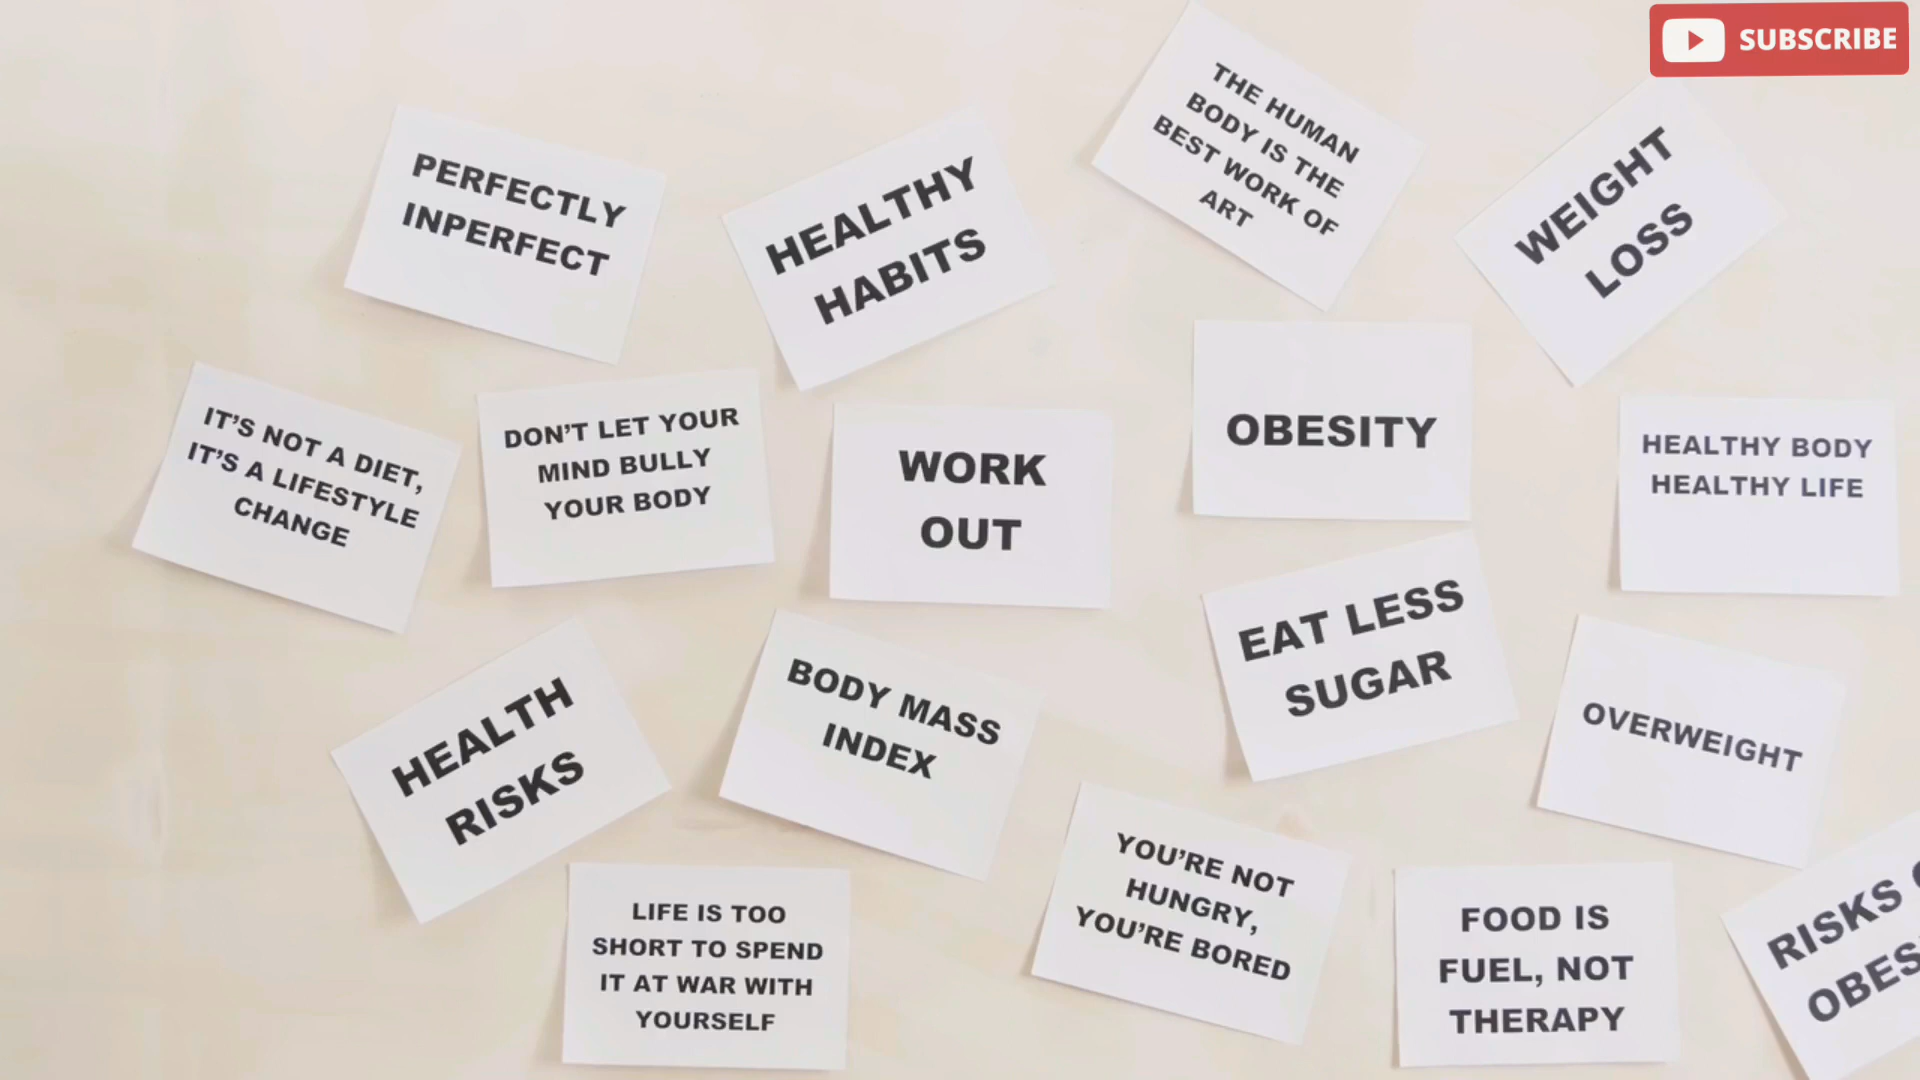 SUBSCRIBE
THE HUMAN
BODY IS THE
BEST WORK OF
ART
WEIGHT
LOSS
PERFECTLY
INPERFECT
HEALTHY
HABITS
IT'S NOT A DIET,
IT'S A LIFESTYLE
CHANGE
DON'T LET YOUR
MIND BULLY
YOUR BODY
WORK
OUT
OBESITY
HEALTHY BODY
HEALTHY LIFE
EAT LESS
SUGAR
HEALTH
RISKS
BODY MASS
INDEX
OVERWEIGHT
LIFE IS TOO
SHORT TO SPEND
IT AT WAR WITH
YOURSELF
YOU'RE NOT
HUNGRY,
YOU'RE BORED
FOOD IS
FUEL, NOT
THERAPY
RISKS